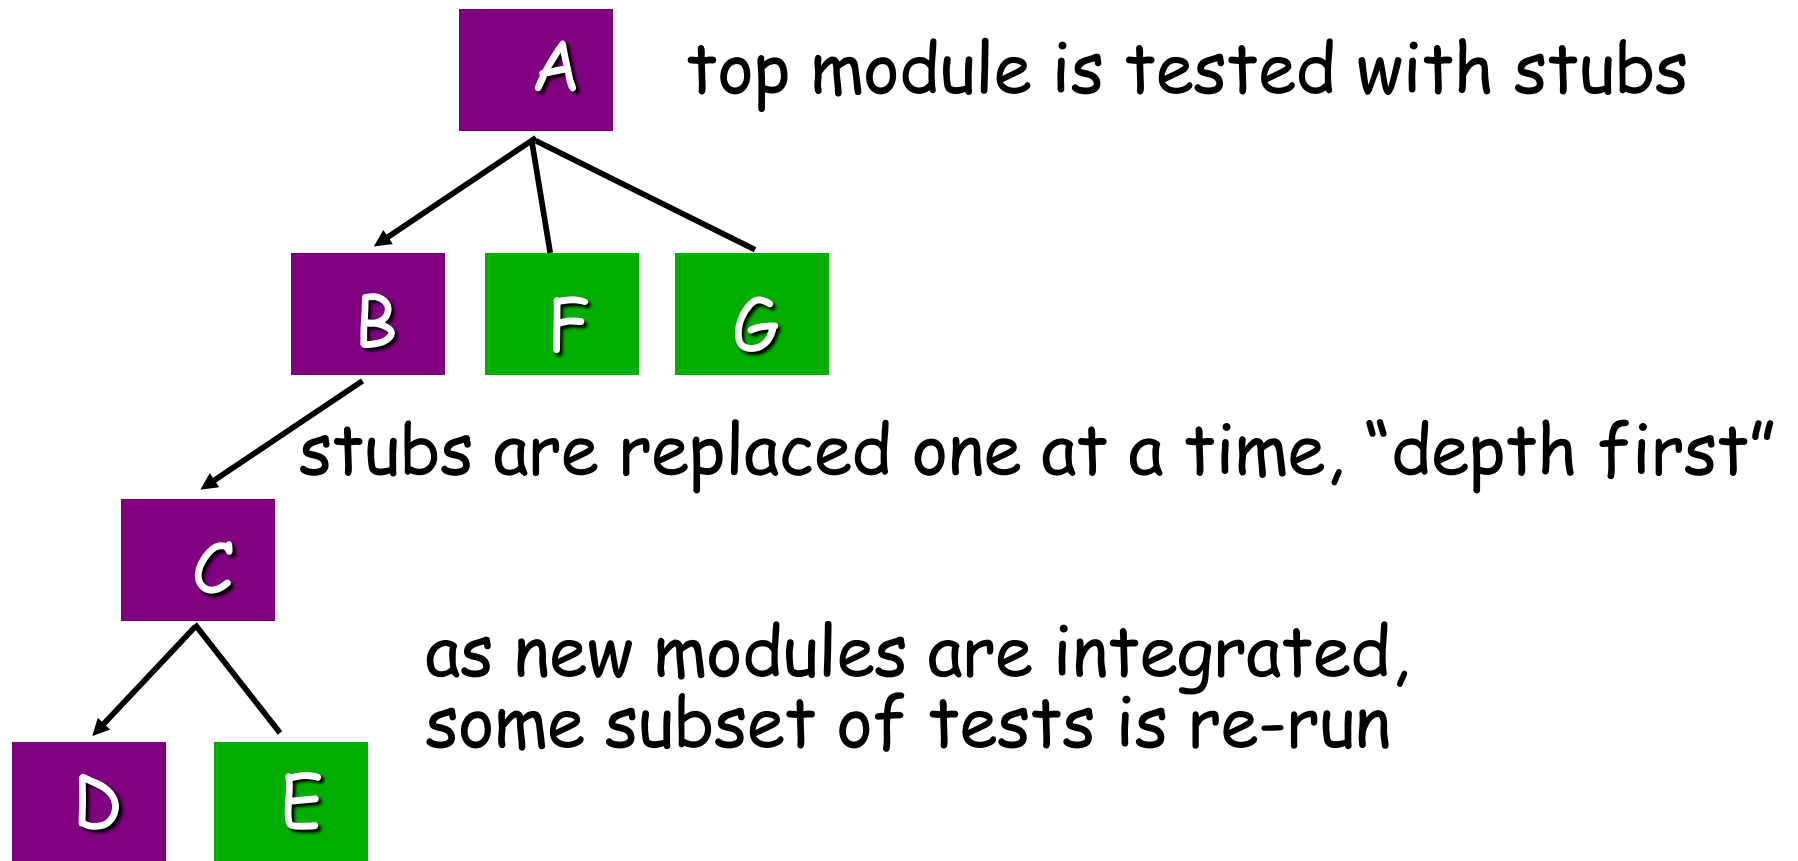 A
top module is tested with stubs
B
F
G
stubs are replaced one at a time, “depth first”
C
as new modules are integrated,
some subset of tests is re-run
D
E